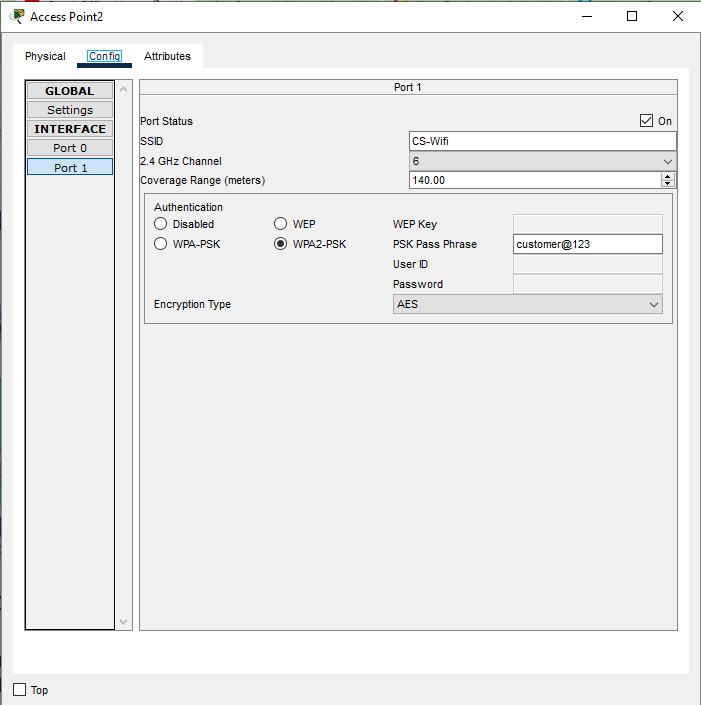 Access Point2
Physical Config Attributes
GLOBAL
Settings
INTERFACE
Port 0
Port 1
Port 1
Port Status On
SSID CS-Wifi
2.4 GHz Channel 6
Coverage Range (meters) 140.00
Authentication
Disabled WEP WEP Key
WPA-PSK WPA2-PSK PSK Pass Phrase customer@123
User ID
Password
Encryption Type AES
Top